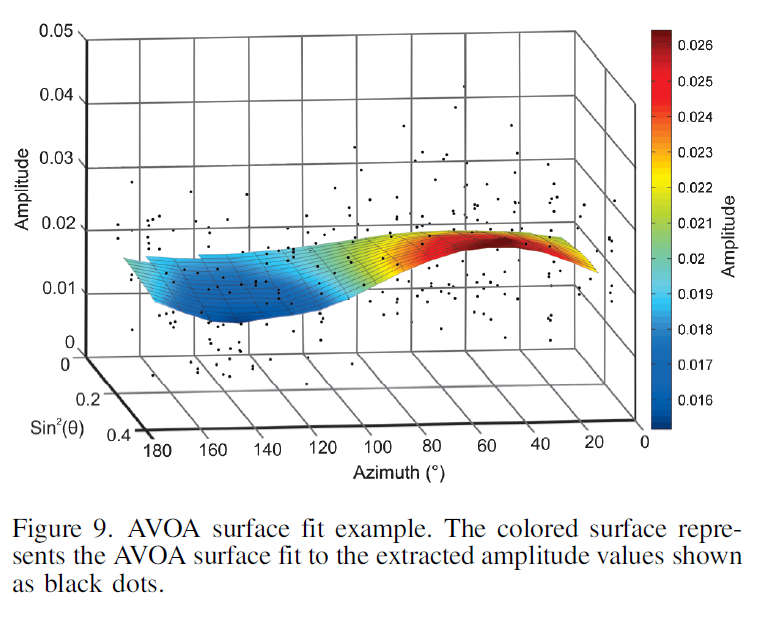 0.05
0.04
0.03
0.02
0.01
0
Amplitude
0
0.2
0.4
Sin²(θ)
180 160 140 120 100 80 60 40 20 0
Azimuth (°)
0.026
0.025
0.024
0.023
0.022
0.021
0.02
0.019
0.018
0.017
0.016
Amplitude
Figure 9. AVOA surface fit example. The colored surface repre-
sents the AVOA surface fit to the extracted amplitude values shown
as black dots.